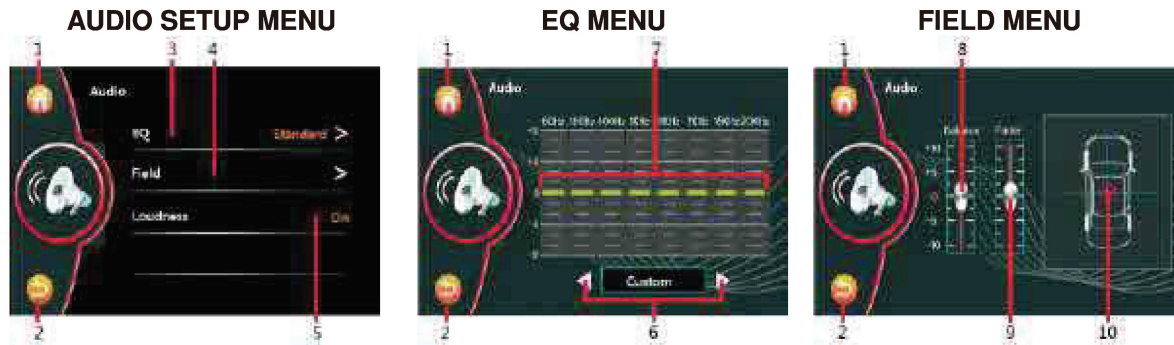 AUDIO SETUP MENU
EQ MENU
FIELD MENU
1
3
4
1
7
1
8
Audio
EQ
Standard >
Field
>
Loudness
On
2
5
Audio
Custom
2
6
Audio
Balance
Fader
2
9
10